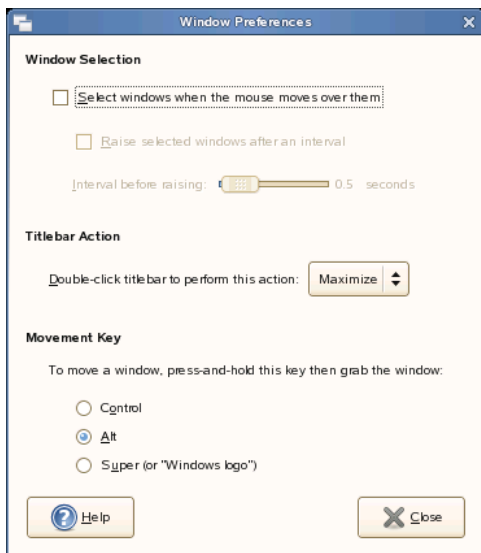 Window Preferences
Window Selection
Select windows when the mouse moves over them
Raise selected windows after an interval
Interval before raising: 0.5 seconds
Titlebar Action
Double-click titlebar to perform this action: Maximize
Movement Key
To move a window, press-and-hold this key then grab the window:
Control
Alt
Super (or "Windows logo")
Help Close